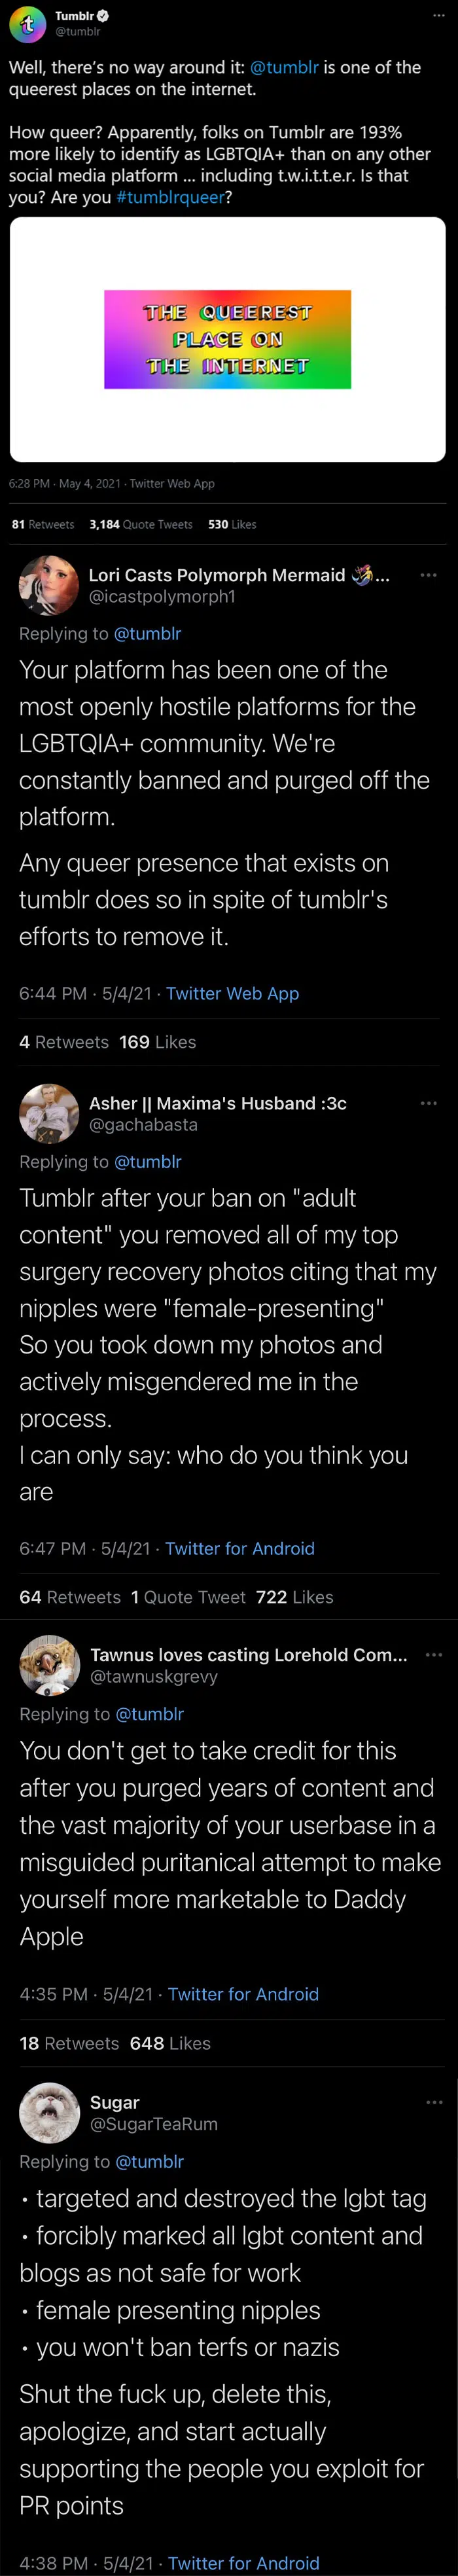 Tumblr
@tumblr
Well, there's no way around it: @tumblr is one of the
queerest places on the internet.
How queer? Apparently, folks on Tumblr are 193%
more likely to identify as LGBTQIA+ than on any other
social media platform ... including t.w.i.t.t.e.r. Is that
you? Are you #tumblrqueer?
THE QUEEREST
PLACE ON
THE INTERNET
6:28 PM · May 4, 2021 · Twitter Web App
81 Retweets 3,184 Quote Tweets 530 Likes
Lori Casts Polymorph Mermaid 🧜...
@icastpolymorph1
Replying to @tumblr
Your platform has been one of the
most openly hostile platforms for the
LGBTQIA+ community. We're
constantly banned and purged off the
platform.
Any queer presence that exists on
tumblr does so in spite of tumblr's
efforts to remove it.
6:44 PM · 5/4/21 · Twitter Web App
4 Retweets 169 Likes
Asher || Maxima's Husband :3c
@gachabasta
Replying to @tumblr
Tumblr after your ban on "adult
content" you removed all of my top
surgery recovery photos citing that my
nipples were "female-presenting"
So you took down my photos and
actively misgendered me in the
process.
I can only say: who do you think you
are
6:47 PM · 5/4/21 · Twitter for Android
64 Retweets 1 Quote Tweet 722 Likes
Tawnus loves casting Lorehold Com...
@tawnuskgrevy
Replying to @tumblr
You don't get to take credit for this
after you purged years of content and
the vast majority of your userbase in a
misguided puritanical attempt to make
yourself more marketable to Daddy
Apple
4:35 PM · 5/4/21 · Twitter for Android
18 Retweets 648 Likes
Sugar
@SugarTeaRum
Replying to @tumblr
• targeted and destroyed the lgbt tag
• forcibly marked all lgbt content and
blogs as not safe for work
• female presenting nipples
• you won't ban terfs or nazis
Shut the fuck up, delete this,
apologize, and start actually
supporting the people you exploit for
PR points
4:38 PM · 5/4/21 · Twitter for Android